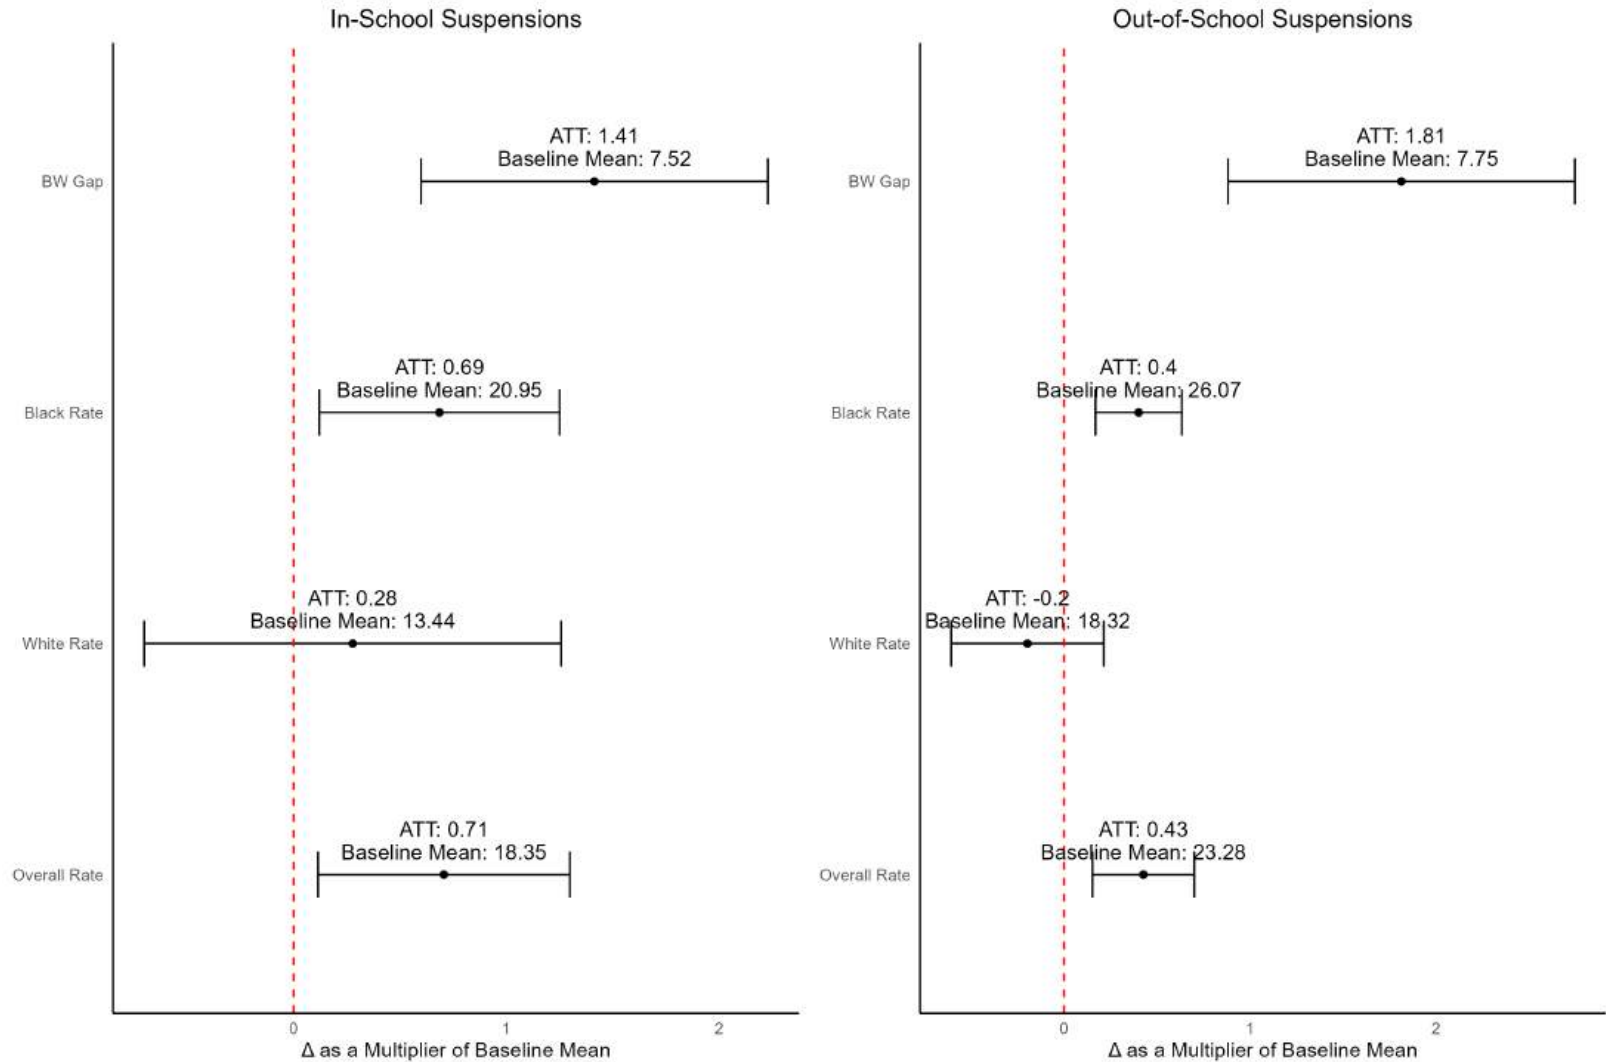 In-School Suspensions
ATT: 1.41
Baseline Mean: 7.52
BW Gap
ATT: 0.69
Baseline Mean: 20.95
Black Rate
ATT: 0.28
Baseline Mean: 13.44
White Rate
ATT: 0.71
Baseline Mean: 18.35
Overall Rate
0 1 2
Δ as a Multiplier of Baseline Mean
Out-of-School Suspensions
ATT: 1.81
Baseline Mean: 7.75
BW Gap
ATT: 0.4
Baseline Mean: 26.07
Black Rate
ATT: -0.2
Baseline Mean: 18.32
White Rate
ATT: 0.43
Baseline Mean: 23.28
Overall Rate
0 1 2
Δ as a Multiplier of Baseline Mean